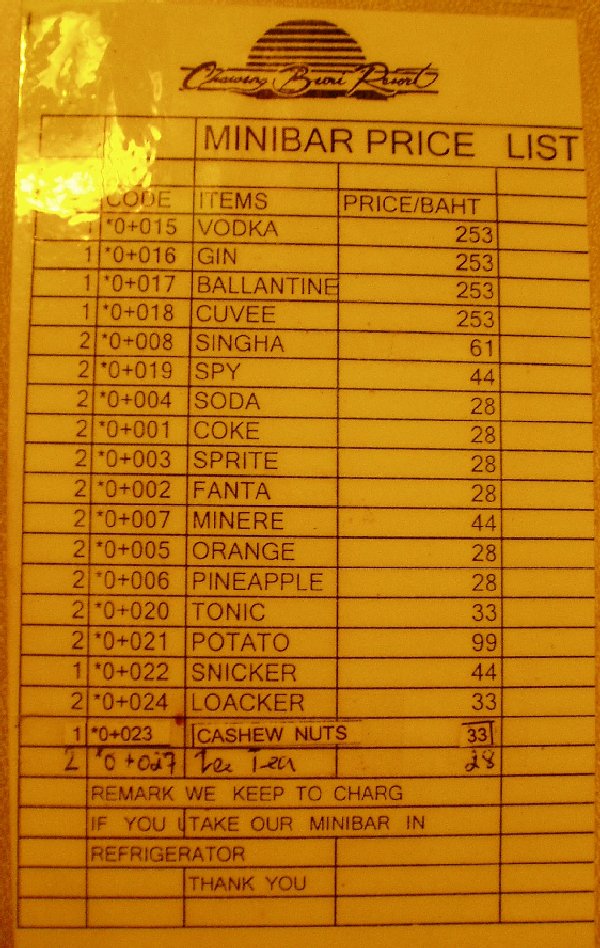 Chaweng Buri Resort
MINIBAR PRICE LIST
CODE ITEMS PRICE/BAHT
1 *0+015 VODKA 253
1 *0+016 GIN 253
1 *0+017 BALLANTINE 253
1 *0+018 CUVEE 253
2 *0+008 SINGHA 61
2 *0+019 SPY 44
2 *0+004 SODA 28
2 *0+001 COKE 28
2 *0+003 SPRITE 28
2 *0+002 FANTA 28
2 *0+007 MINERE 44
2 *0+005 ORANGE 28
2 *0+006 PINEAPPLE 28
2 *0+020 TONIC 33
2 *0+021 POTATO 99
1 *0+022 SNICKER 44
2 *0+024 LOACKER 33
1 *0+023 CASHEW NUTS 33
2 *0+027 Ice Tea 28
REMARK WE KEEP TO CHARG
IF YOU TAKE OUR MINIBAR IN
REFRIGERATOR
THANK YOU